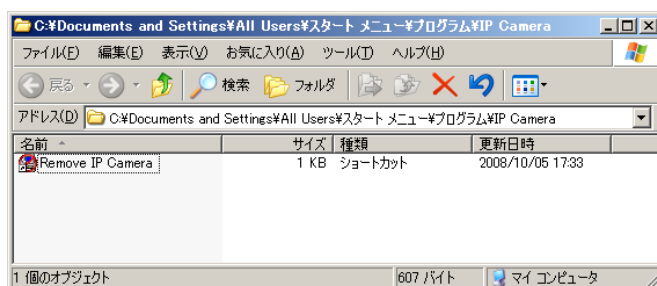 C:¥Documents and Settings¥All Users¥スタート メニュー¥プログラム¥IP Camera
ファイル(F) 編集(E) 表示(V) お気に入り(A) ツール(T) ヘルプ(H)
戻る 検索 フォルダ
アドレス(D) C:¥Documents and Settings¥All Users¥スタート メニュー¥プログラム¥IP Camera
名前 サイズ 種類 更新日時
Remove IP Camera 1 KB ショートカット 2008/10/05 17:33
1 個のオブジェクト 607 バイト マイ コンピュータ